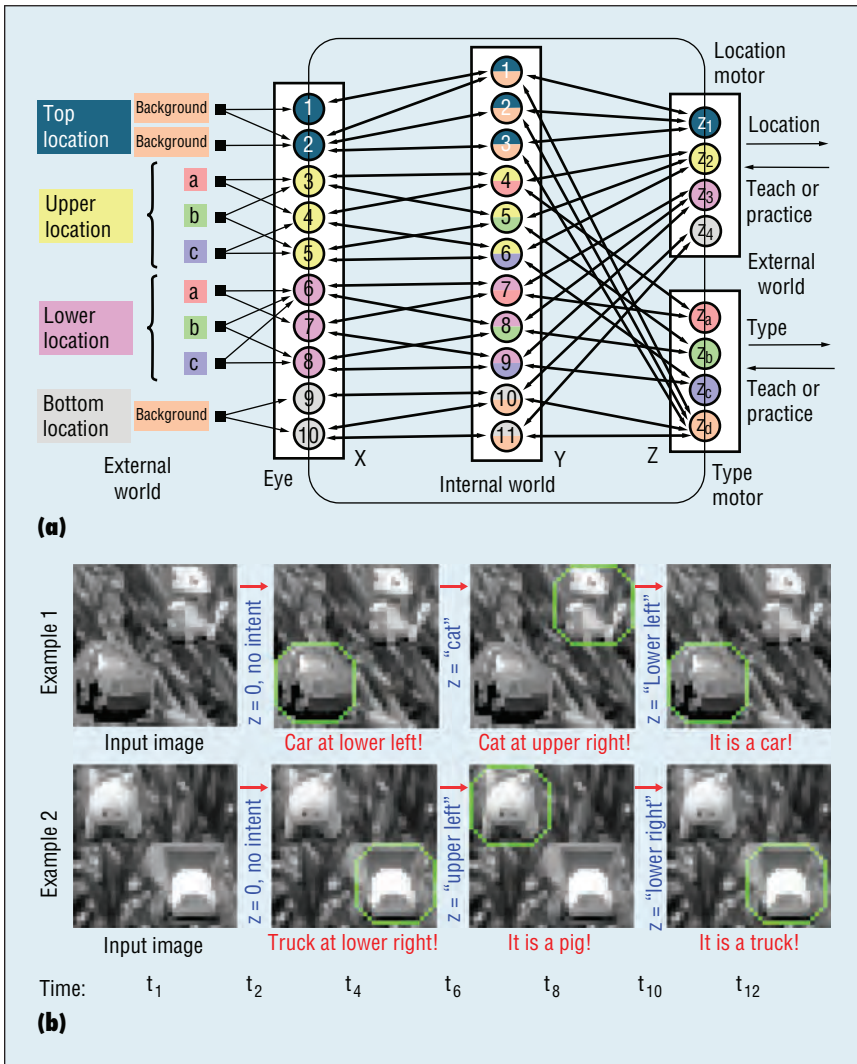 Location motor
Top location
Background
Background
Upper location
a
b
c
Lower location
a
b
c
Bottom location
Background
External world
1
2
3
4
5
6
7
8
9
10
Eye
X
1
2
3
4
5
6
7
8
9
10
11
Internal world
Y
Z
z1
z2
z3
z4
Location
Teach or practice
External world
za
zb
zc
zd
Type
Teach or practice
Type motor
(a)
Example 1
Input image
z = 0, no intent
Car at lower left!
z = "cat"
Cat at upper right!
z = "Lower left"
It is a car!
Example 2
Input image
z = 0, no intent
Truck at lower right!
z = "upper left"
It is a pig!
z = "lower right"
It is a truck!
Time: t1 t2 t4 t6 t8 t10 t12
(b)